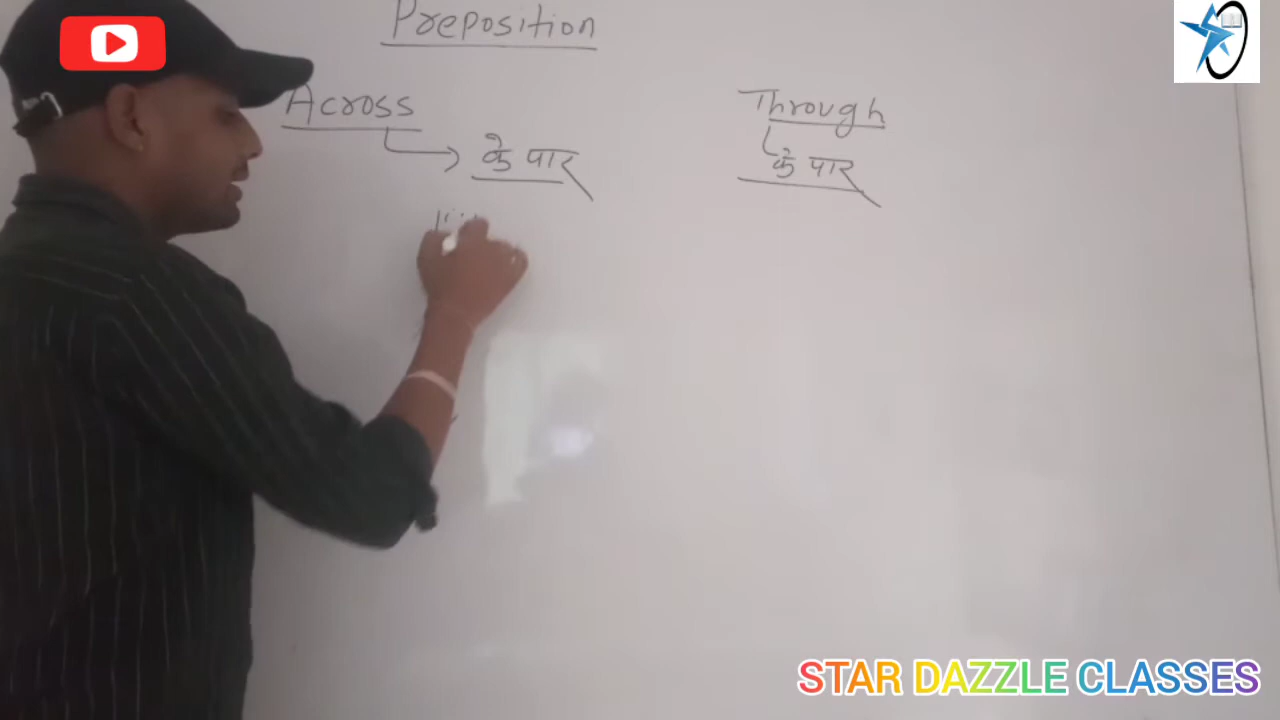 Preposition
Across
Through
के पार
के पार
STAR DAZZLE CLASSES